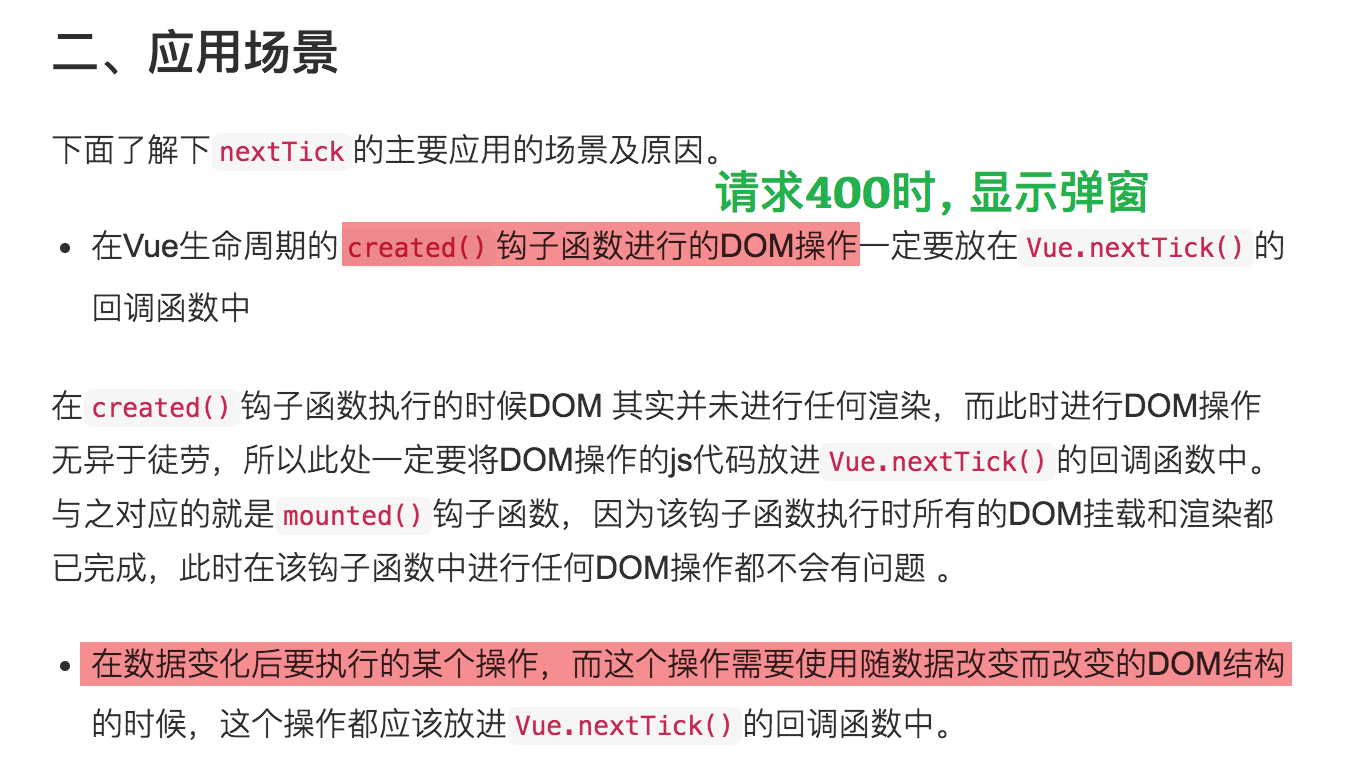 二、应用场景
下面了解下 nextTick 的主要应用的场景及原因。
请求400时, 显示弹窗
在Vue生命周期的 created() 钩子函数进行的DOM操作一定要放在 Vue.nextTick() 的
回调函数中
在 created() 钩子函数执行的时候DOM 其实并未进行任何渲染，而此时进行DOM操作
无异于徒劳，所以此处一定要将DOM操作的js代码放进 Vue.nextTick() 的回调函数中。
与之对应的就是 mounted() 钩子函数，因为该钩子函数执行时所有的DOM挂载和渲染都
已完成，此时在该钩子函数中进行任何DOM操作都不会有问题 。
在数据变化后要执行的某个操作，而这个操作需要使用随数据改变而改变的DOM结构
的时候，这个操作都应该放进 Vue.nextTick() 的回调函数中。